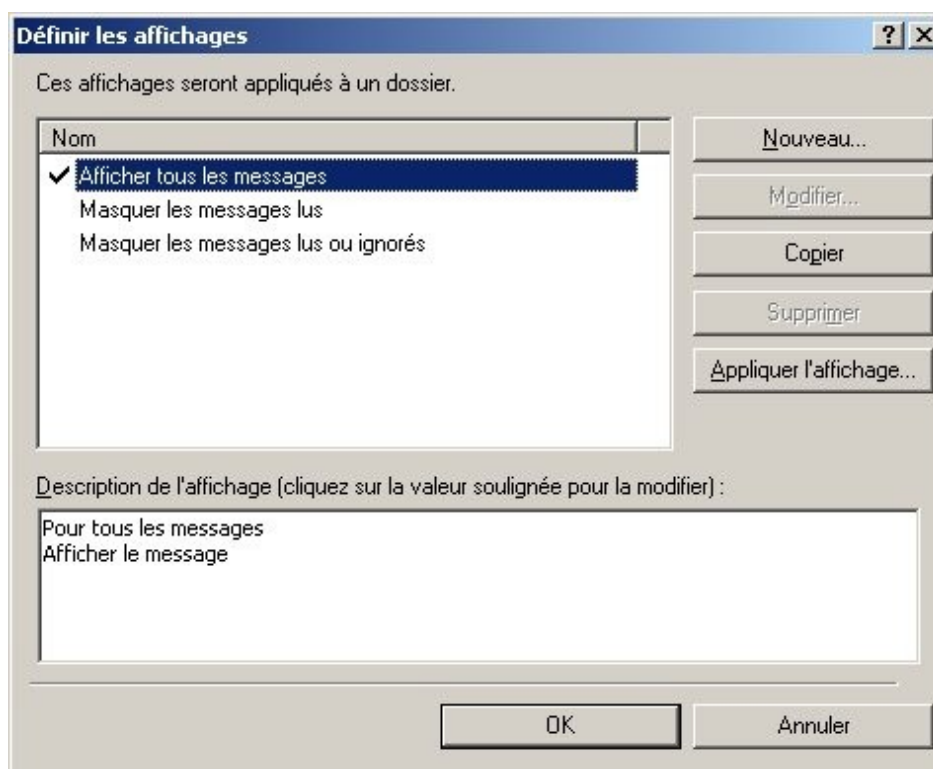 Définir les affichages
Ces affichages seront appliqués à un dossier.
Nom
Afficher tous les messages
Masquer les messages lus
Masquer les messages lus ou ignorés
Nouveau...
Modifier...
Copier
Supprimer
Appliquer l'affichage...
Description de l'affichage (cliquez sur la valeur soulignée pour la modifier) :
Pour tous les messages
Afficher le message
OK
Annuler